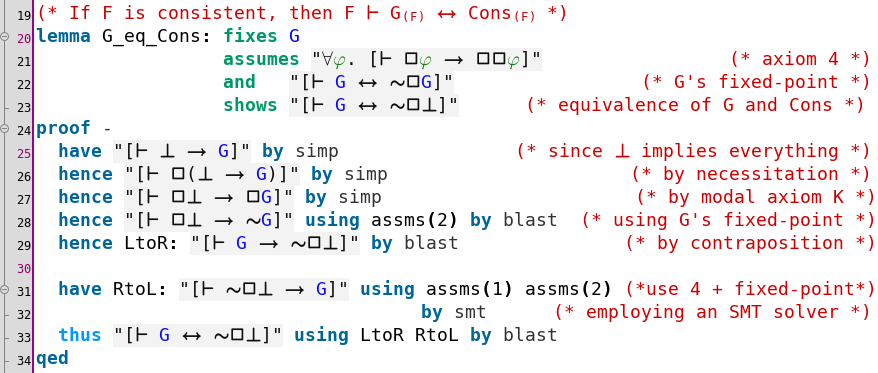 19 (* If F is consistent, then F ⊢ G₍F₎ ↔ Cons₍F₎ *)
20 lemma G_eq_Cons: fixes G
21 assumes "∀φ. [⊢ □φ → □□φ]" (* axiom 4 *)
22 and "[⊢ G ↔ ~□G]" (* G's fixed-point *)
23 shows "[⊢ G ↔ ~□⊥]" (* equivalence of G and Cons *)
24 proof -
25 have "[⊢ ⊥ → G]" by simp (* since ⊥ implies everything *)
26 hence "[⊢ □(⊥ → G)]" by simp (* by necessitation *)
27 hence "[⊢ □⊥ → □G]" by simp (* by modal axiom K *)
28 hence "[⊢ □⊥ → ~G]" using assms(2) by blast (* using G's fixed-point *)
29 hence LtoR: "[⊢ G → ~□⊥]" by blast (* by contraposition *)
30
31 have RtoL: "[⊢ ~□⊥ → G]" using assms(1) assms(2) (*use 4 + fixed-point*)
32 by smt (* employing an SMT solver *)
33 thus "[⊢ G ↔ ~□⊥]" using LtoR RtoL by blast
34 qed